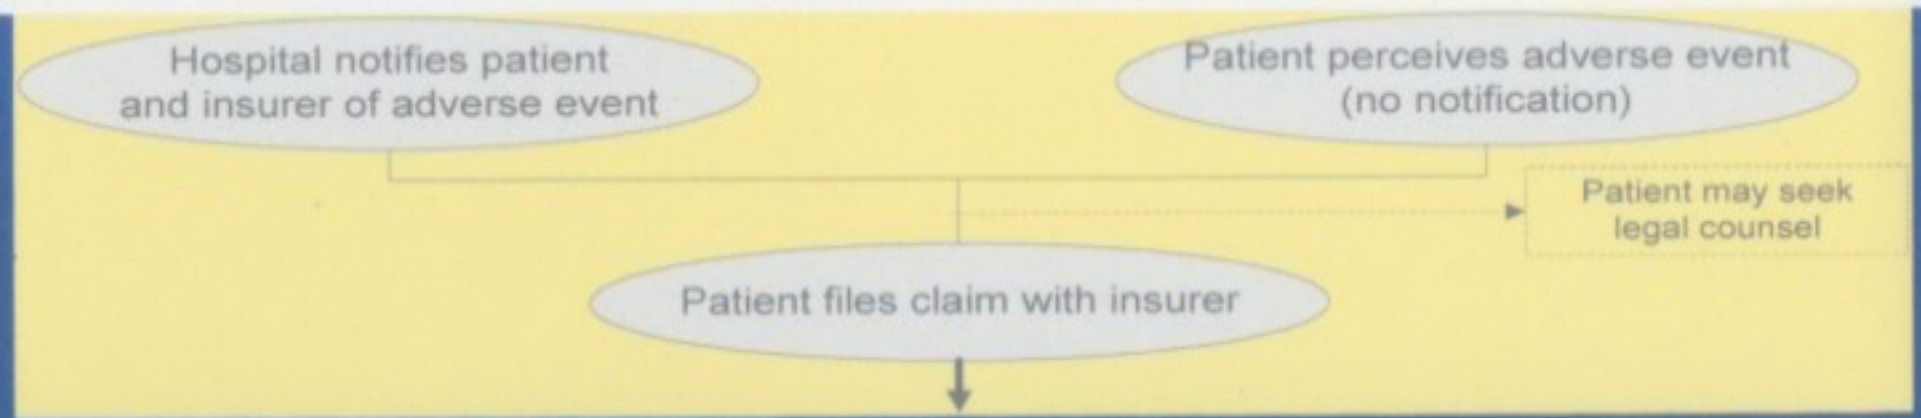 Hospital notifies patient
and insurer of adverse event
Patient perceives adverse event
(no notification)
Patient may seek
legal counsel
Patient files claim with insurer